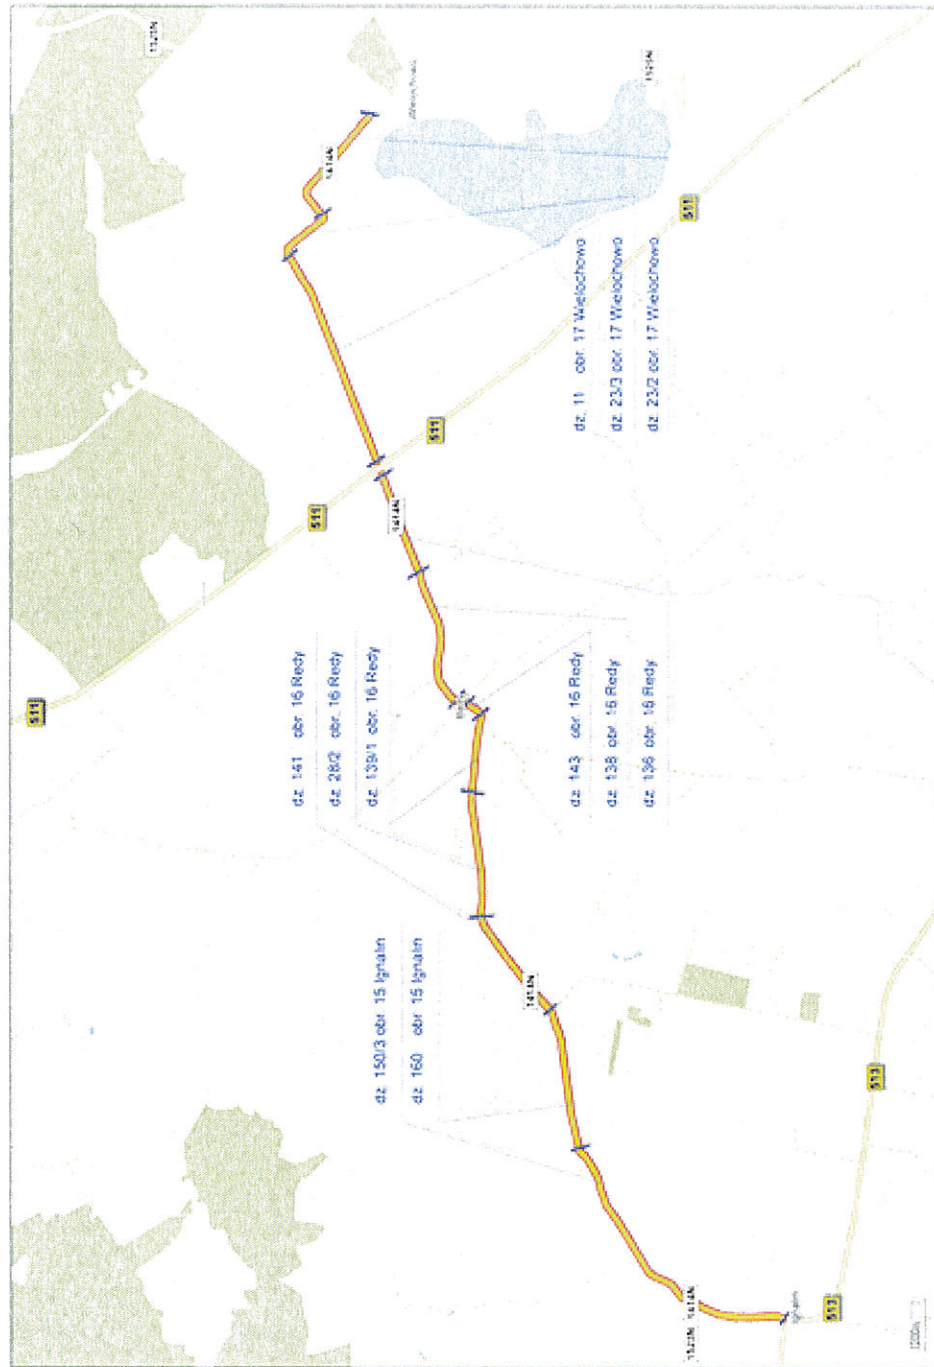 511
511
511
511
513
513
1414N
1414N
1414N
1414N
dz. 150/3 obr. 15 Ignalin
dz. 160 obr. 15 Ignalin
dz. 141 obr. 16 Redy
dz. 28/2 obr. 16 Redy
dz. 139/1 obr. 16 Redy
dz. 143 obr. 16 Redy
dz. 138 obr. 16 Redy
dz. 136 obr. 16 Redy
dz. 11 obr. 17 Wielochowo
dz. 23/3 obr. 17 Wielochowo
dz. 23/2 obr. 17 Wielochowo
Ignalin